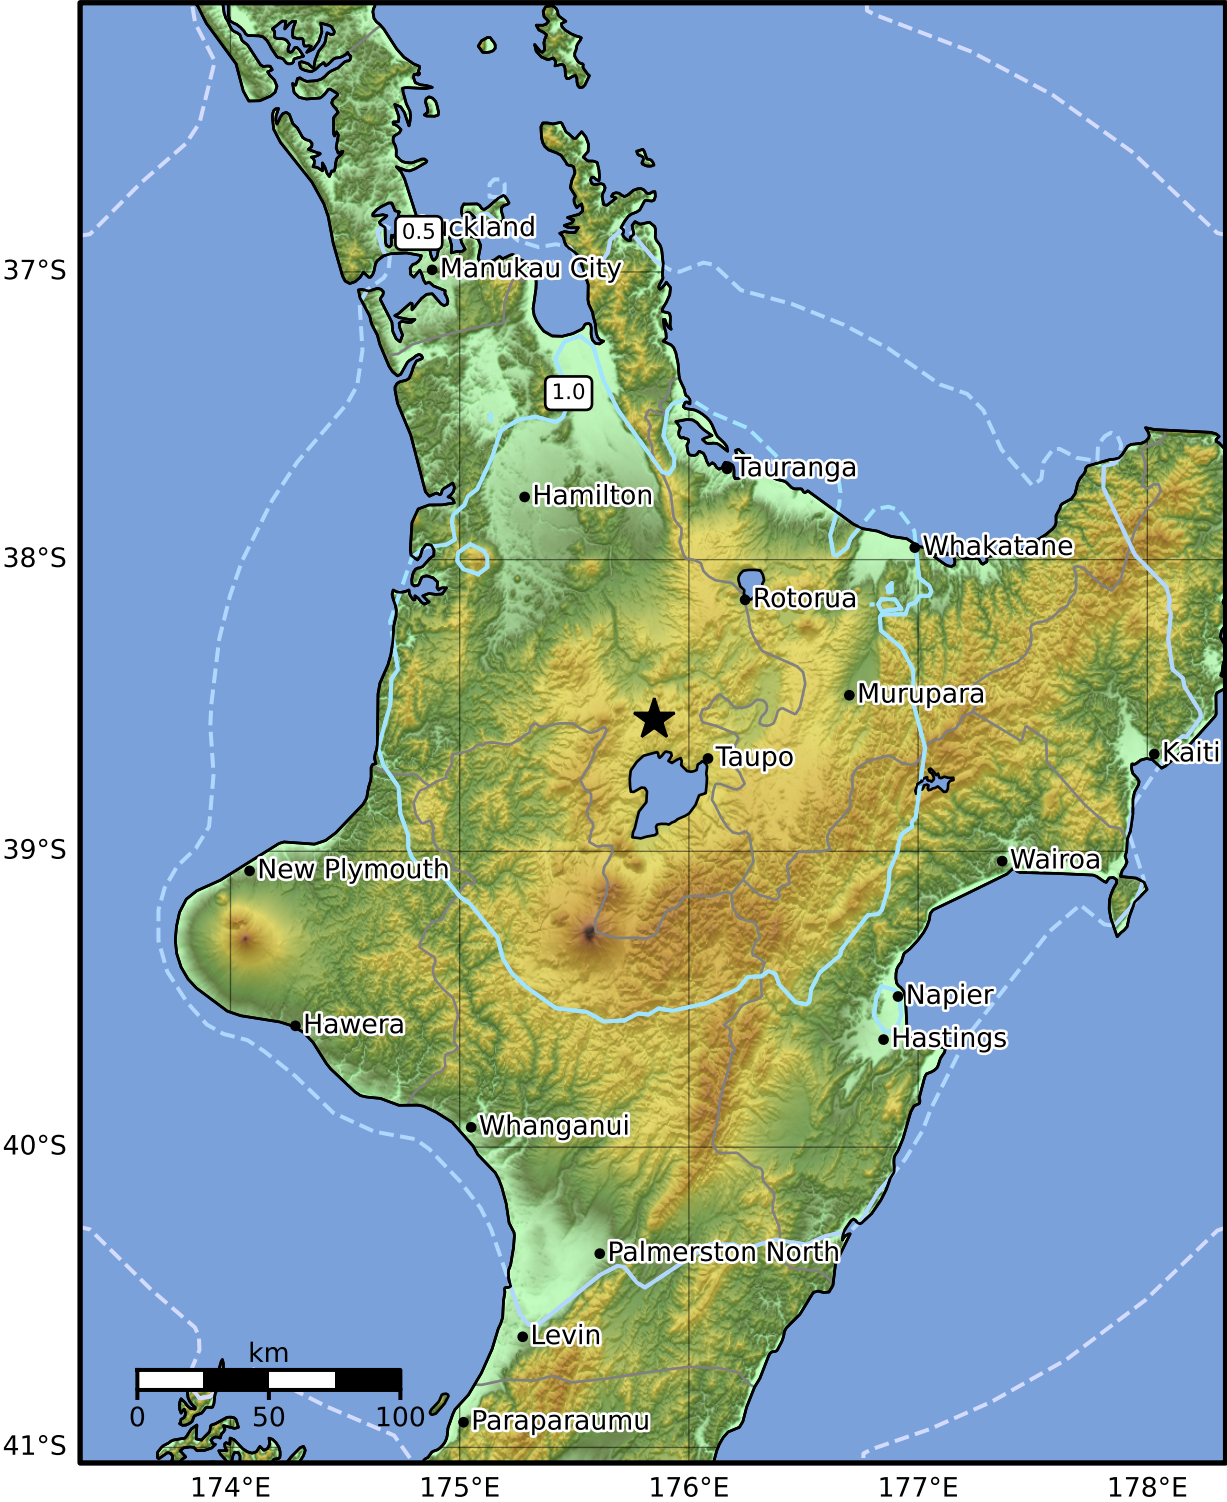 0.5
uckland
Manukau City
37°S
1.0
Tauranga
Hamilton
Whakatane
38°S
Rotorua
Murupara
Taupo
Kaiti
39°S
Wairoa
New Plymouth
Napier
Hawera
Hastings
Whanganui
40°S
Palmerston North
Levin
km
0 50 100
Paraparaumu
41°S
174°E 175°E 176°E 177°E 178°E